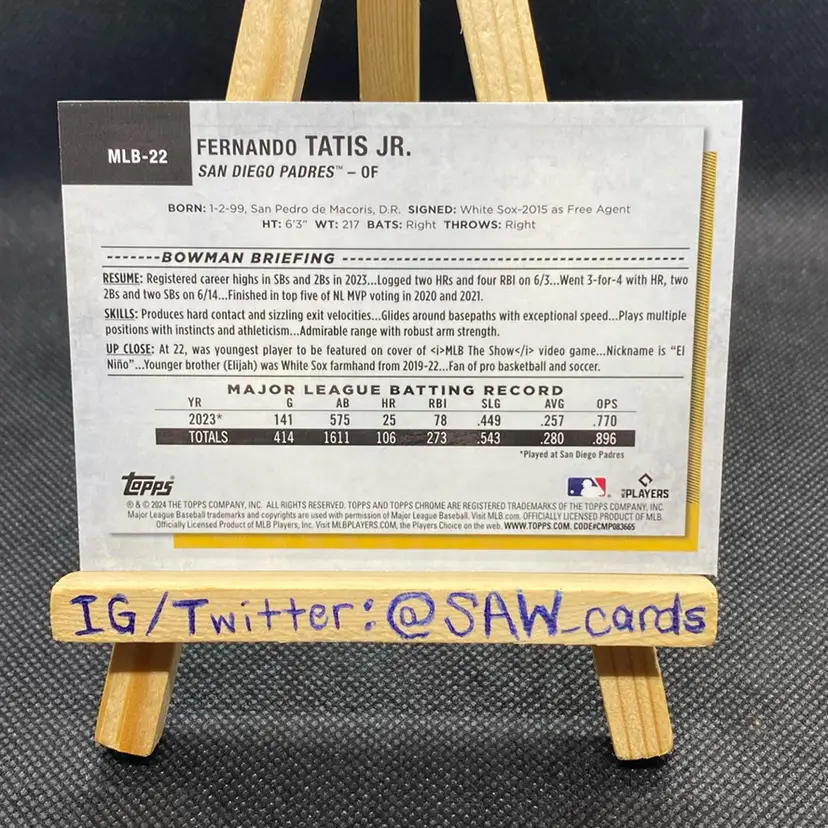 MLB-22
FERNANDO TATIS JR.
SAN DIEGO PADRES™ – OF
BORN: 1-2-99, San Pedro de Macoris, D.R. SIGNED: White Sox-2015 as Free Agent
HT: 6'3" WT: 217 BATS: Right THROWS: Right
-------BOWMAN BRIEFING----------------------------------------
RESUME: Registered career highs in SBs and 2Bs in 2023...Logged two HRs and four RBI on 6/3...Went 3-for-4 with HR, two
2Bs and two SBs on 6/14...Finished in top five of NL MVP voting in 2020 and 2021.
SKILLS: Produces hard contact and sizzling exit velocities...Glides around basepaths with exceptional speed...Plays multiple
positions with instincts and athleticism...Admirable range with robust arm strength.
UP CLOSE: At 22, was youngest player to be featured on cover of <i>MLB The Show</i> video game...Nickname is "El
Niño"...Younger brother (Elijah) was White Sox farmhand from 2019-22...Fan of pro basketball and soccer.
MAJOR LEAGUE BATTING RECORD
YR G AB HR RBI SLG AVG OPS
2023* 141 575 25 78 .449 .257 .770
TOTALS 414 1611 106 273 .543 .280 .896
*Played at San Diego Padres
topps
PLAYERS
® & © 2024 THE TOPPS COMPANY, INC. ALL RIGHTS RESERVED. TOPPS AND TOPPS CHROME ARE REGISTERED TRADEMARKS OF THE TOPPS COMPANY, INC.
Major League Baseball trademarks and copyrights are used with permission of Major League Baseball. Visit MLB.com. OFFICIALLY LICENSED PRODUCT OF MLB.
Officially Licensed Product of MLB Players, Inc. Visit MLBPLAYERS.COM, the Players Choice on the web. WWW.TOPPS.COM. CODE#CMP083665
IG/Twitter: @SAW_cards